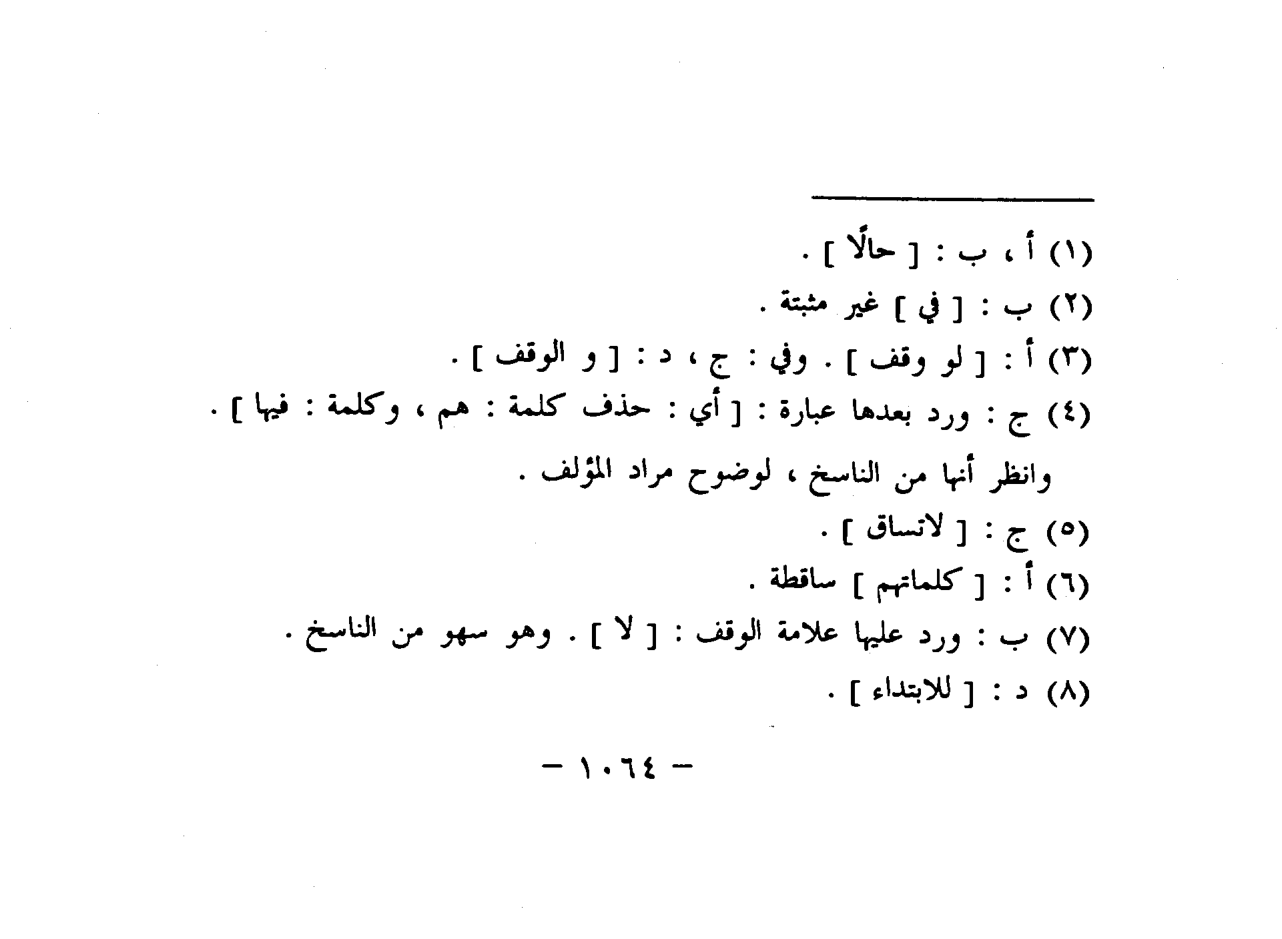 (١) أ ، ب : [ حالًا ] .
(٢) ب : [ في ] غير مثبتة .
(٣) أ : [ لو وقف ] . وفي : ج ، د : [ و الوقف ] .
(٤) ج : ورد بعدها عبارة : [ أي : حذف كلمة : هم ، وكلمة : فيها ] .
وانظر أنها من الناسخ ، لوضوح مراد المؤلف .
(٥) ج : [ لاتساق ] .
(٦) أ : [ كلماتهم ] ساقطة .
(٧) ب : ورد عليها علامة الوقف : [ لا ] . وهو سهو من الناسخ .
(٨) د : [ للابتداء ] .
– ١٠٦٤ –